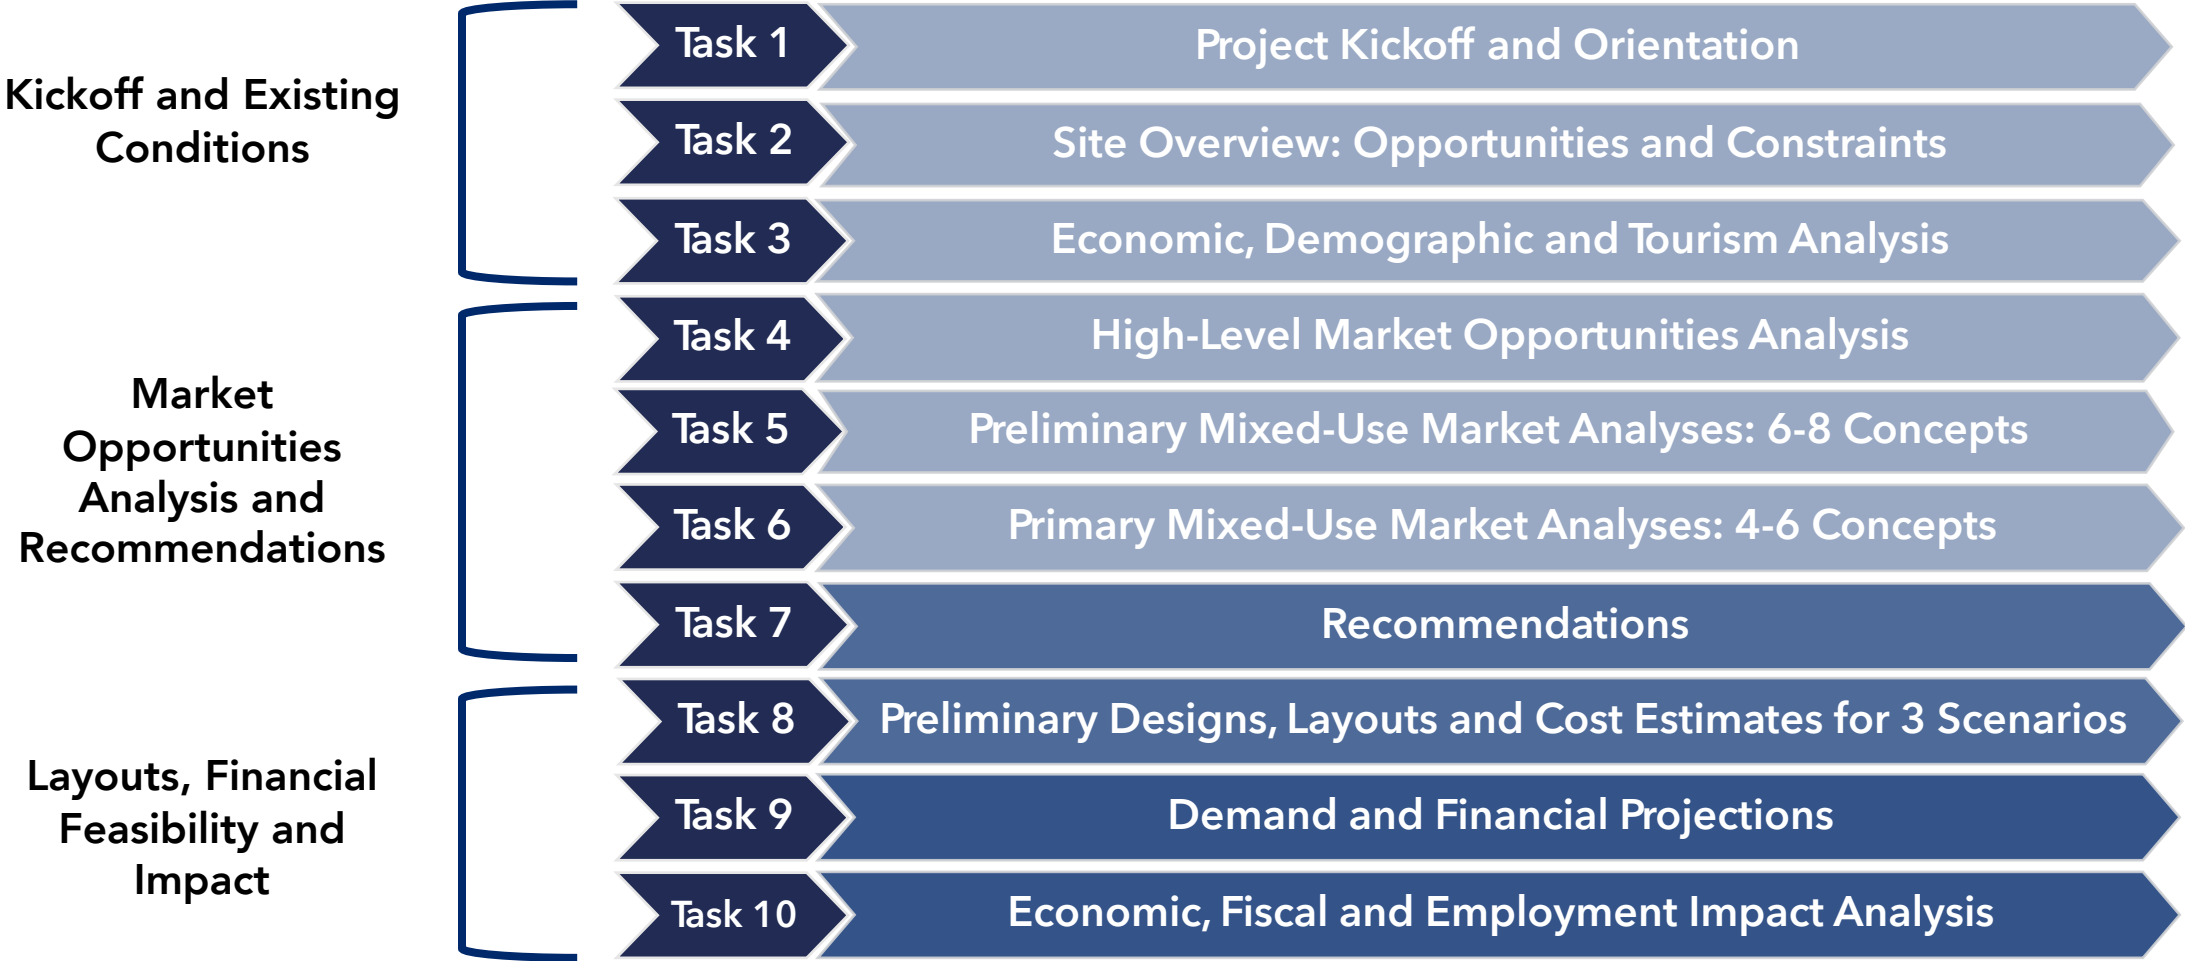 Kickoff and Existing
Conditions
Task 1
Project Kickoff and Orientation
Task 2
Site Overview: Opportunities and Constraints
Task 3
Economic, Demographic and Tourism Analysis
Market
Opportunities
Analysis and
Recommendations
Task 4
High-Level Market Opportunities Analysis
Task 5
Preliminary Mixed-Use Market Analyses: 6-8 Concepts
Task 6
Primary Mixed-Use Market Analyses: 4-6 Concepts
Task 7
Recommendations
Layouts, Financial
Feasibility and
Impact
Task 8
Preliminary Designs, Layouts and Cost Estimates for 3 Scenarios
Task 9
Demand and Financial Projections
Task 10
Economic, Fiscal and Employment Impact Analysis